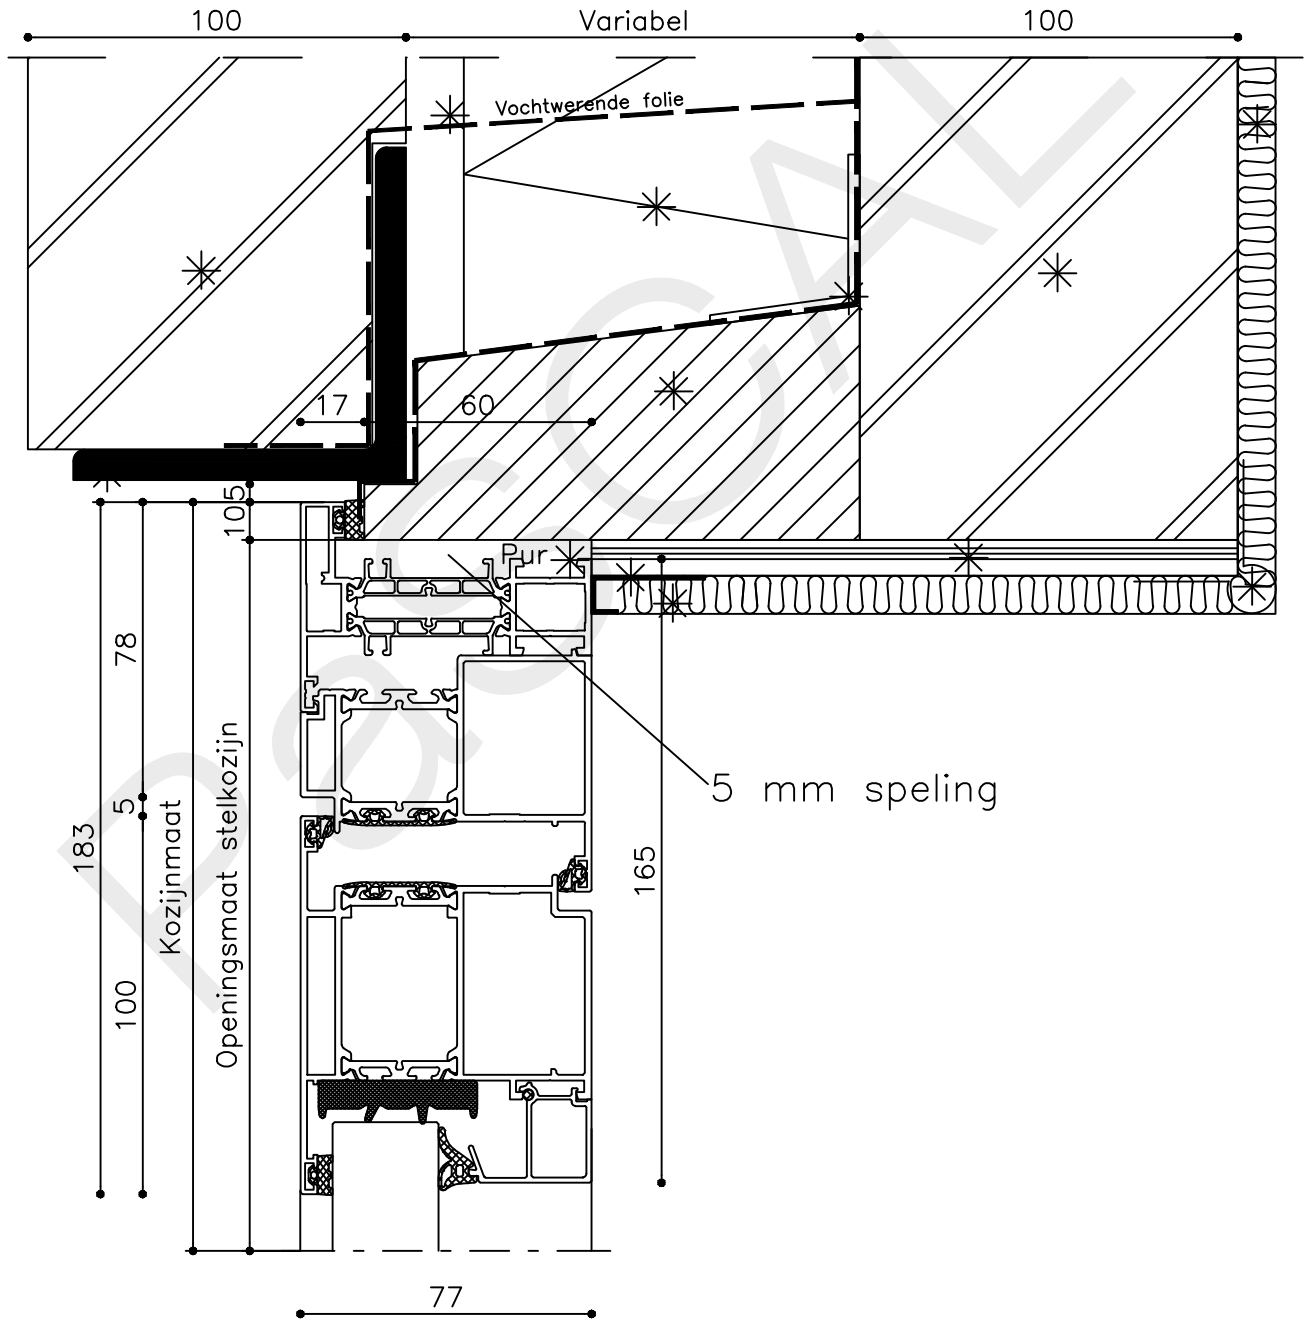 100
Variabel
100
Vochtwerende folie
17
60
105
Pur
78
5
100
183
Kozijnmaat
Openingsmaat stelkozijn
5 mm speling
165
77
PasCAL